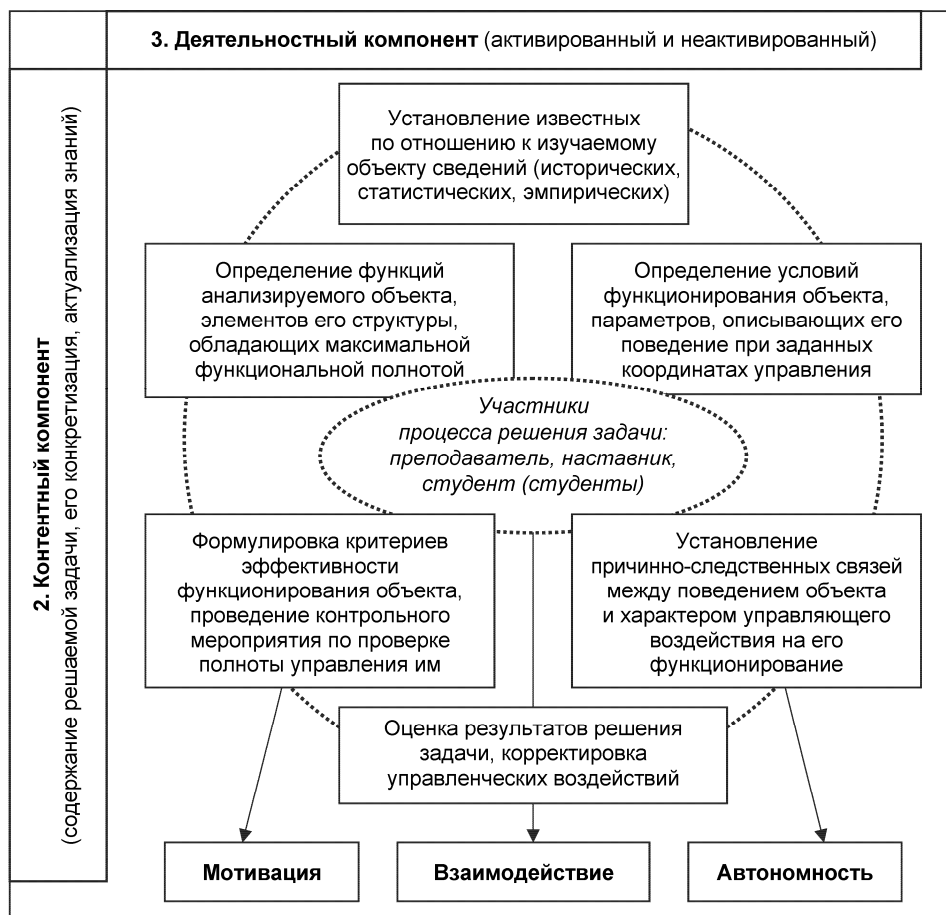 3. Деятельностный компонент (активированный и неактивированный)
2. Контентный компонент
(содержание решаемой задачи, его конкретизация, актуализация знаний)
Установление известных
по отношению к изучаемому
объекту сведений (исторических,
статистических, эмпирических)
Определение функций
анализируемого объекта,
элементов его структуры,
обладающих максимальной
функциональной полнотой
Определение условий
функционирования объекта,
параметров, описывающих его
поведение при заданных
координатах управления
Участники
процесса решения задачи:
преподаватель, наставник,
студент (студенты)
Формулировка критериев
эффективности
функционирования объекта,
проведение контрольного
мероприятия по проверке
полноты управления им
Установление
причинно-следственных связей
между поведением объекта
и характером управляющего
воздействия на его
функционирование
Оценка результатов решения
задачи, корректировка
управленческих воздействий
Мотивация
Взаимодействие
Автономность